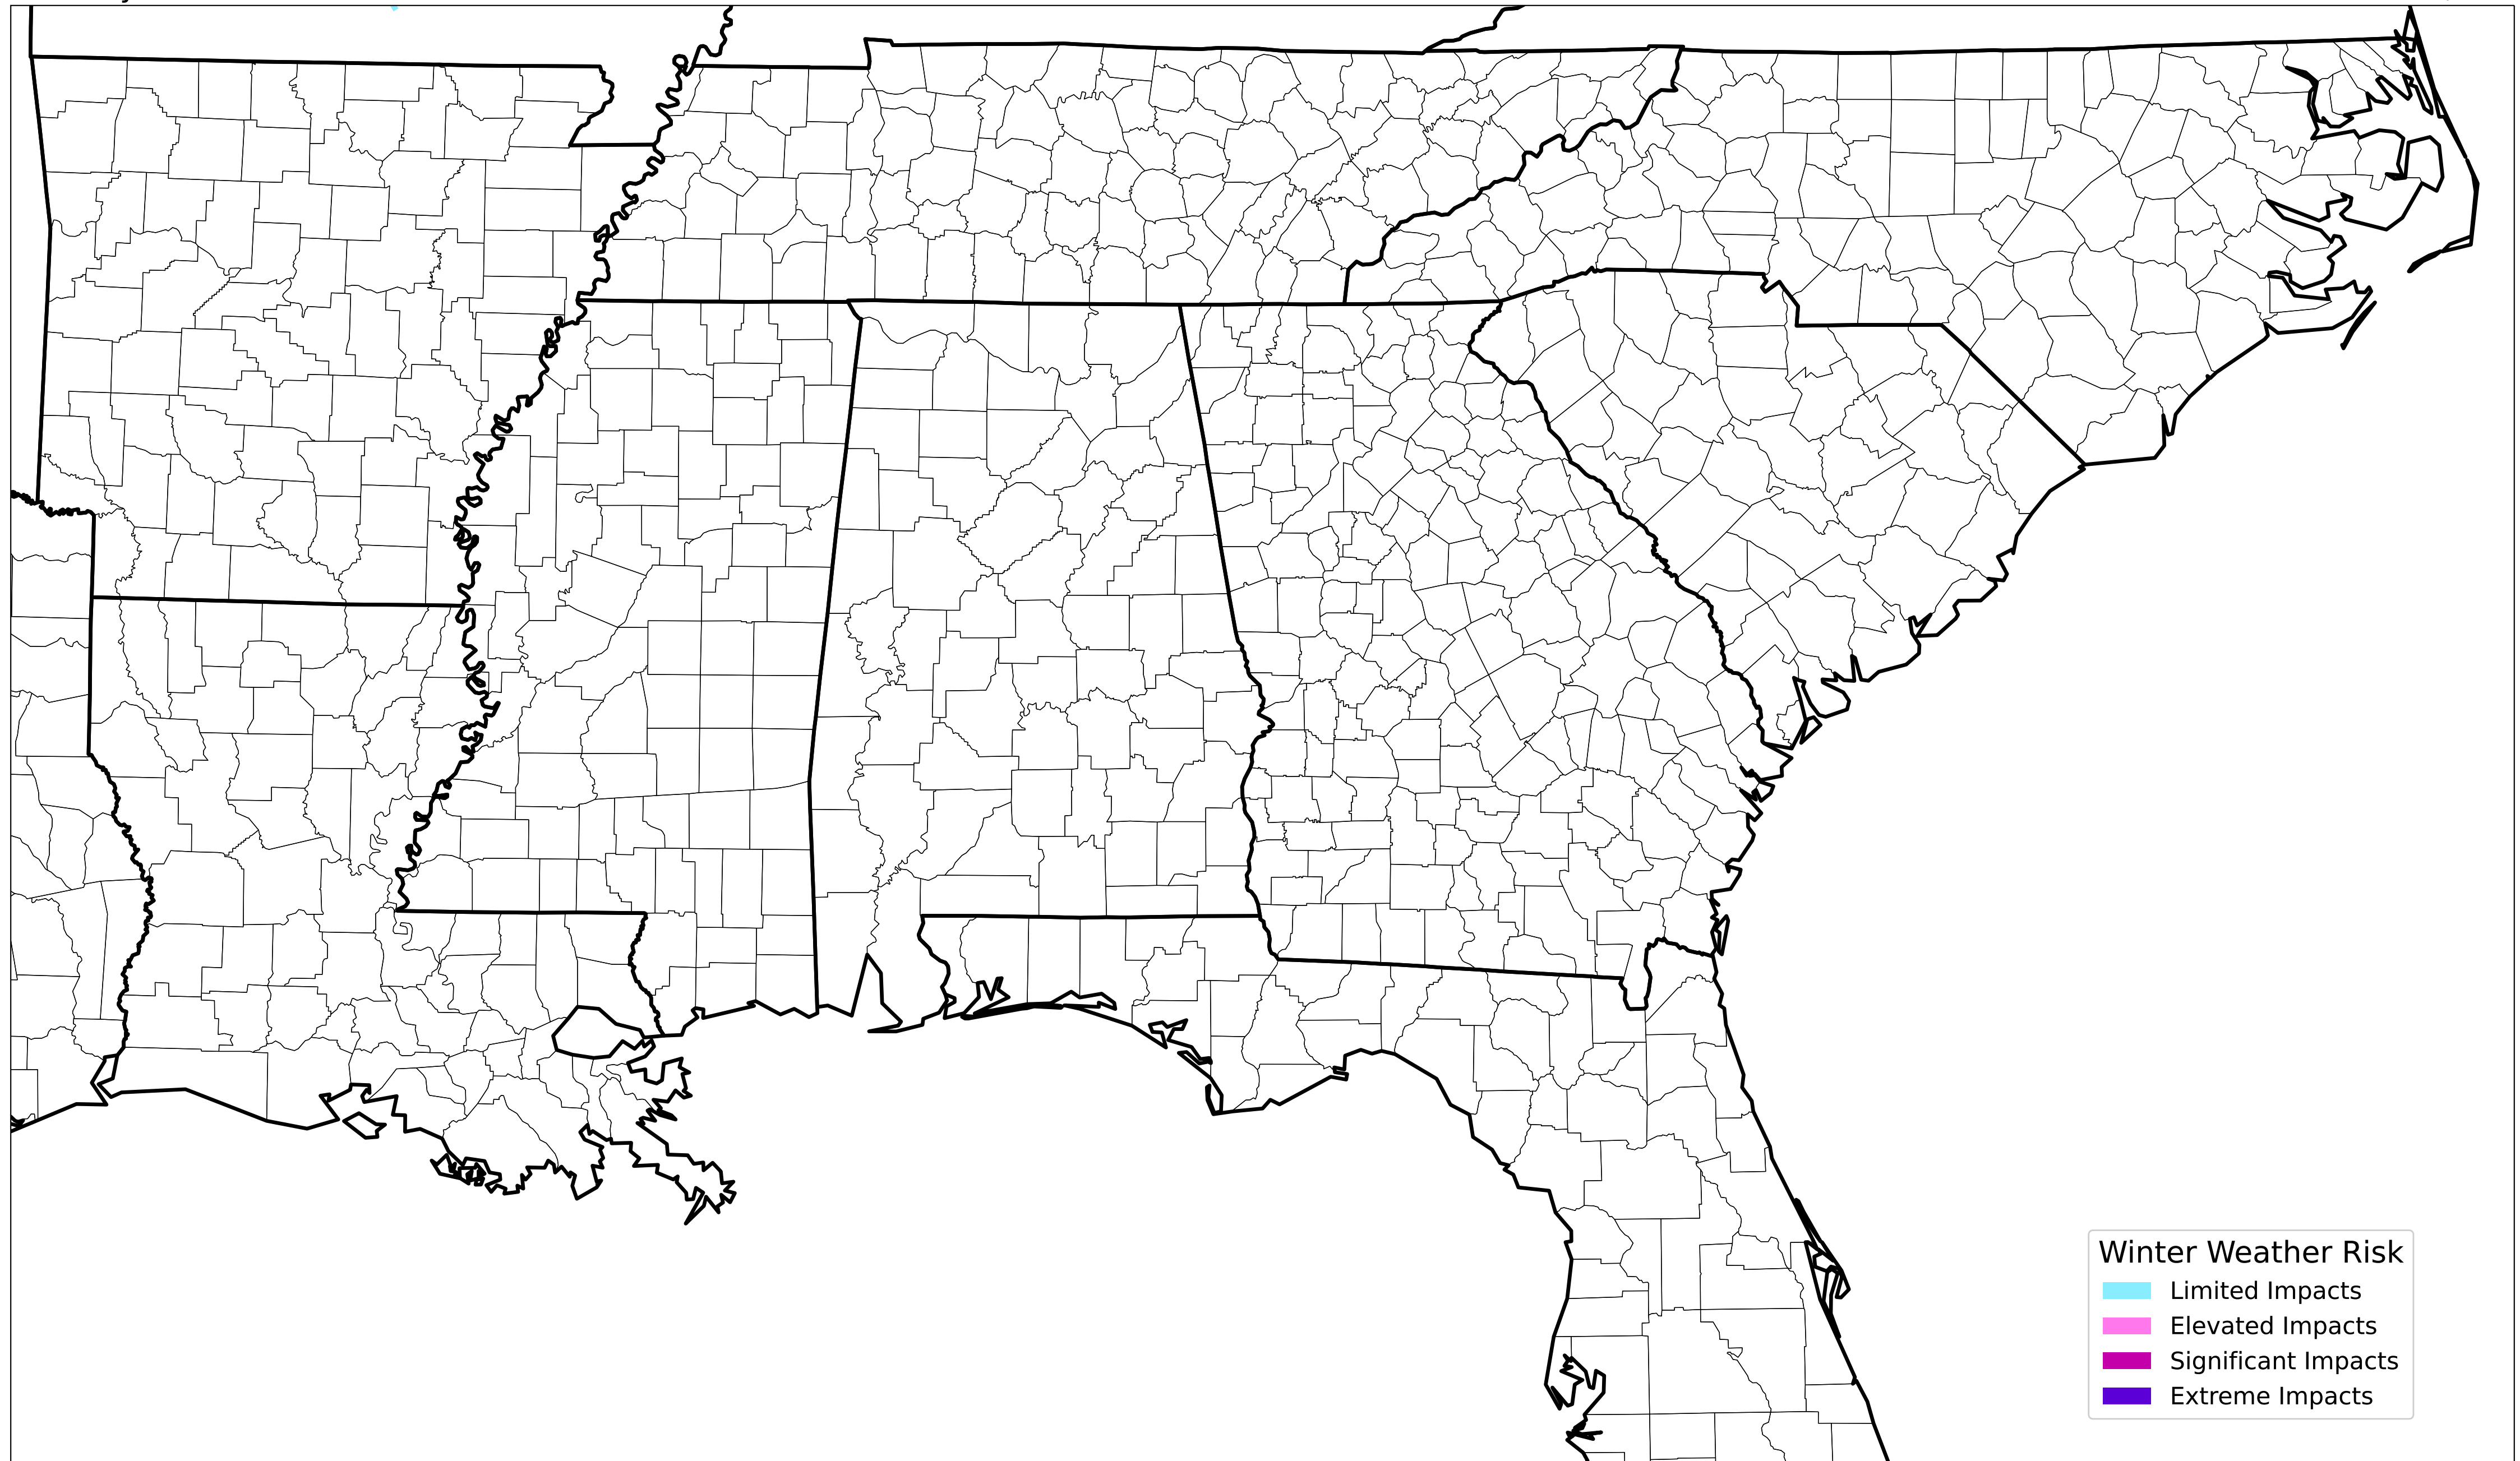 Winter Weather Risk
Limited Impacts
Elevated Impacts
Significant Impacts
Extreme Impacts